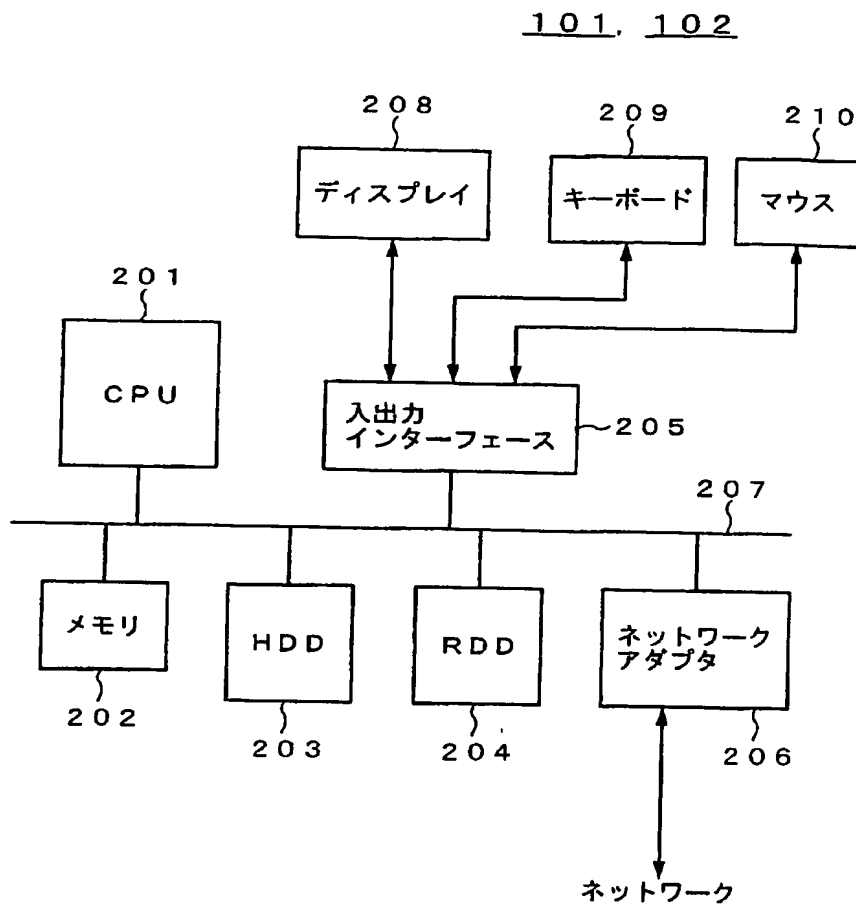 101, 102
208
209
210
ディスプレイ
キーボード
マウス
201
CPU
入出力
インターフェース
205
207
メモリ
HDD
RDD
ネットワーク
アダプタ
202
203
204
206
ネットワーク